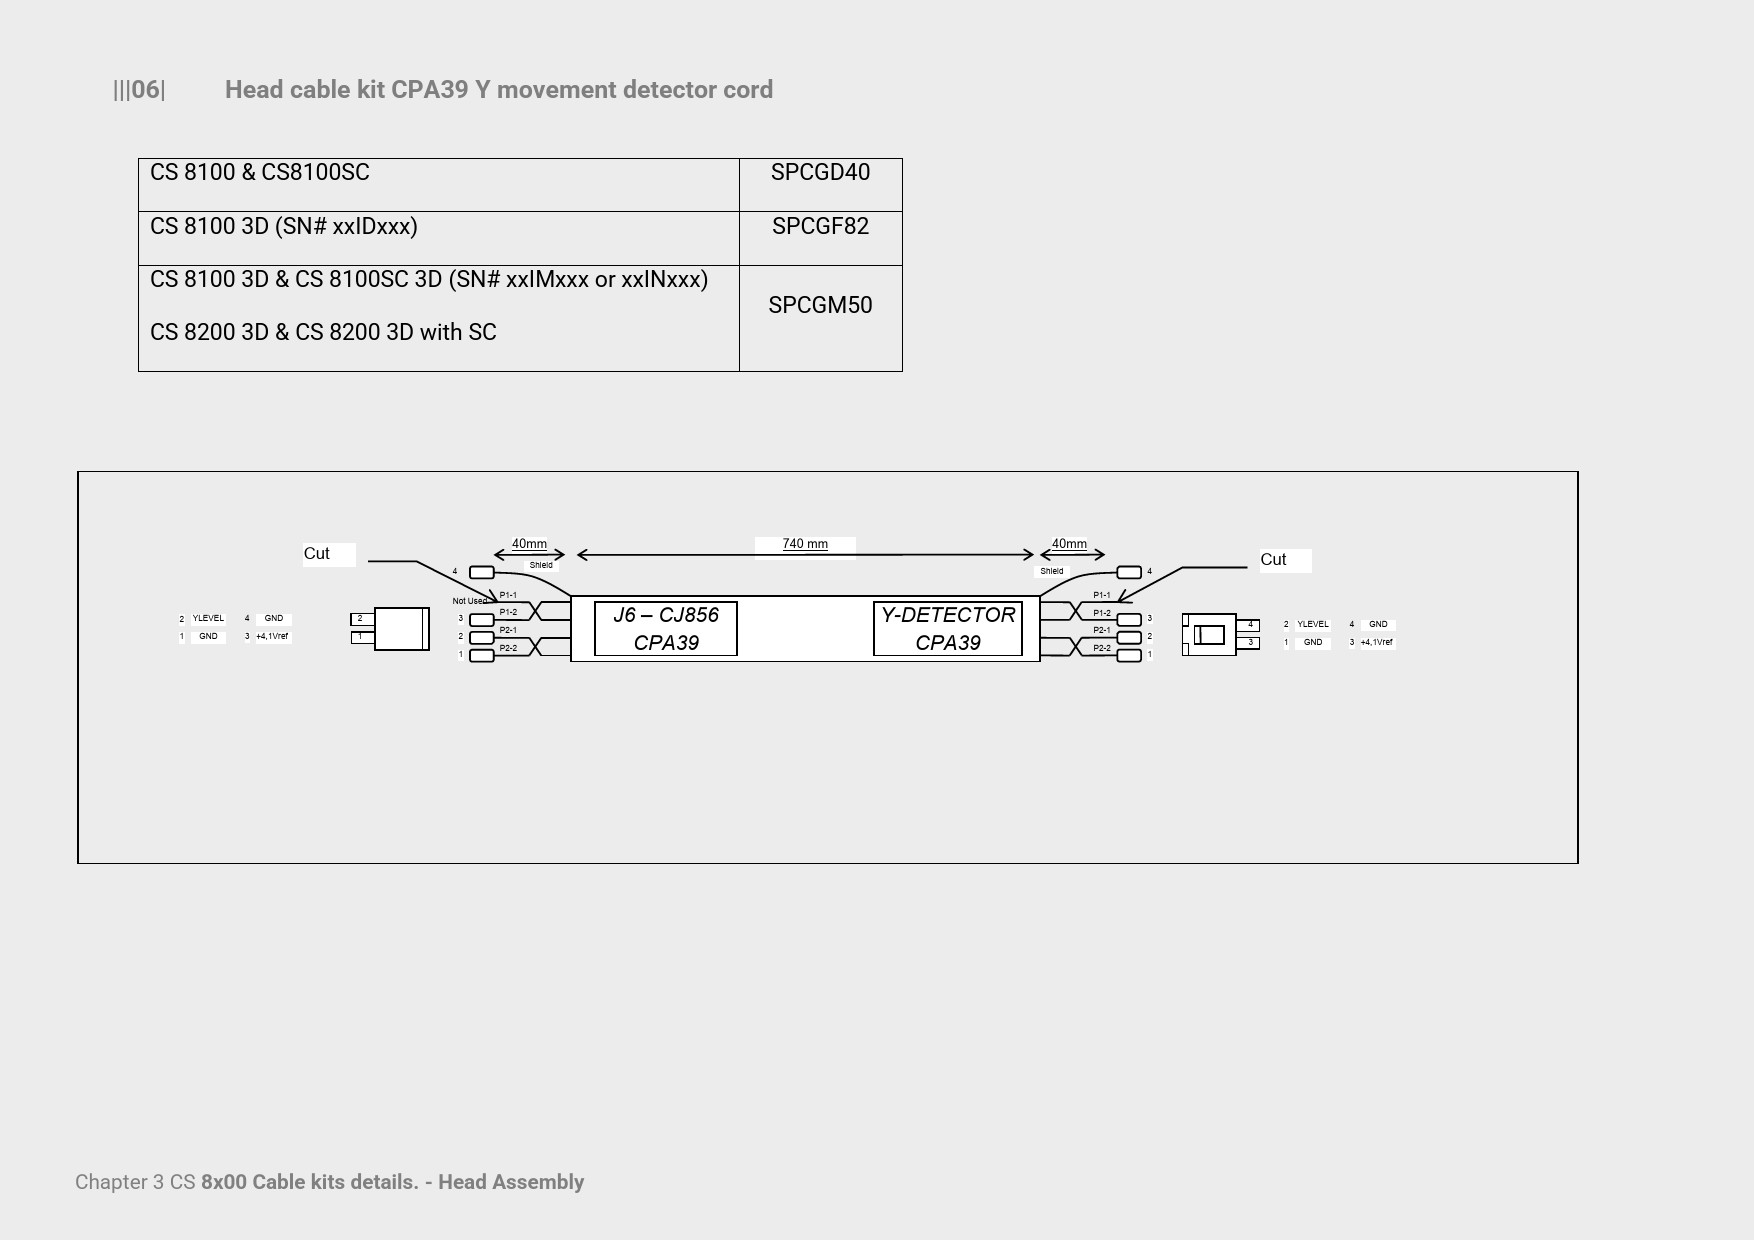 |||06| Head cable kit CPA39 Y movement detector cord
CS 8100 & CS8100SC SPCGD40
CS 8100 3D (SN# xxIDxxx) SPCGF82
CS 8100 3D & CS 8100SC 3D (SN# xxIMxxx or xxINxxx)
SPCGM50
CS 8200 3D & CS 8200 3D with SC
40mm 740 mm 40mm
Cut Cut
Shield Shield
4 4
P1-1 P1-1
Not Used
P1-2 P1-2
3 3
P2-1 P2-1
2 2
P2-2 P2-2
1 1
J6 – CJ856
CPA39
Y-DETECTOR
CPA39
2 YLEVEL 4 GND
1 GND 3 +4,1Vref
2
1
4
3
2 YLEVEL 4 GND
1 GND 3 +4,1Vref
Chapter 3 CS 8x00 Cable kits details. - Head Assembly